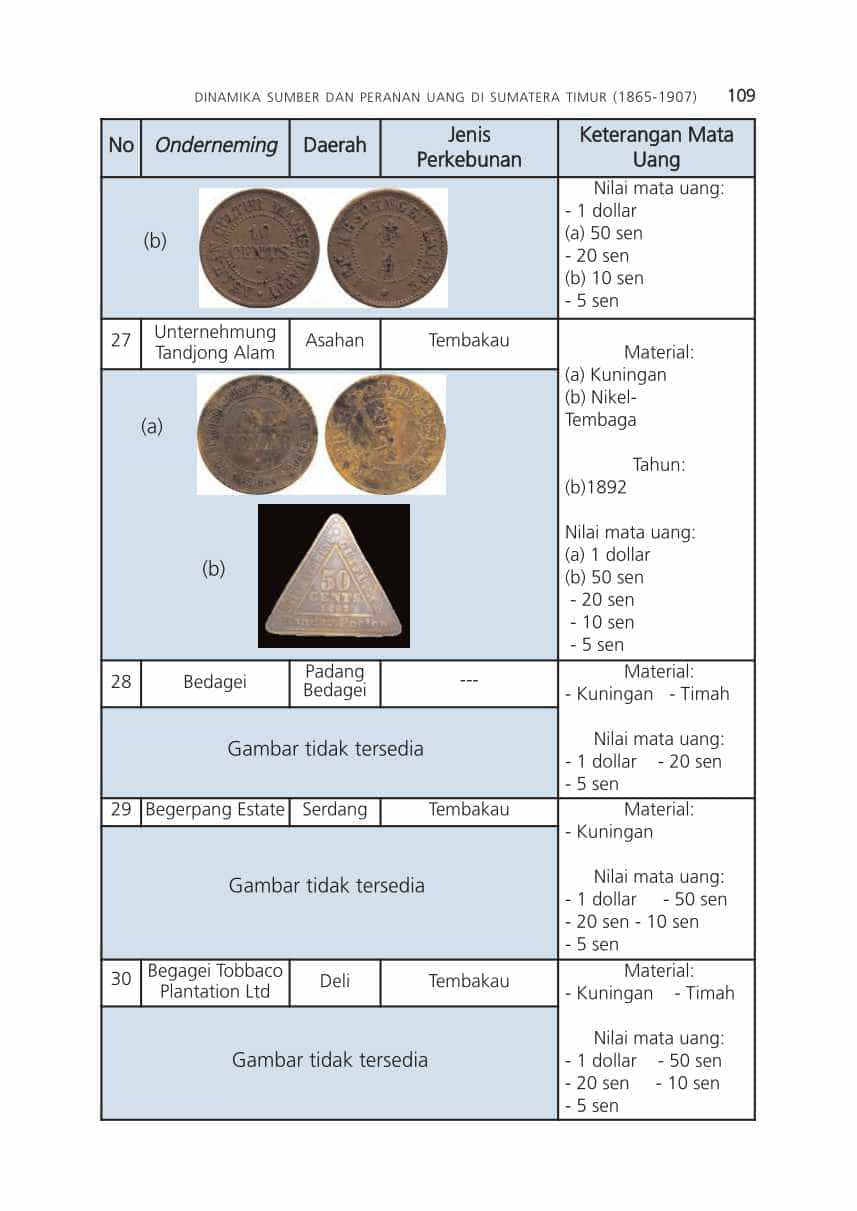 DINAMIKA SUMBER DAN PERANAN UANG DI SUMATERA TIMUR (1865-1907) 109
No Onderneming Daerah Jenis Perkebunan Keterangan Mata Uang
(b)
10
CENTS
Nilai mata uang:
- 1 dollar
(a) 50 sen
- 20 sen
(b) 10 sen
- 5 sen
27 Unternehmung Tandjong Alam Asahan Tembakau
(a)
(b)
50
CENTS
Material:
(a) Kuningan
(b) Nikel-
Tembaga
Tahun:
(b)1892
Nilai mata uang:
(a) 1 dollar
(b) 50 sen
- 20 sen
- 10 sen
- 5 sen
28 Bedagei Padang Bedagei ---
Gambar tidak tersedia
Material:
- Kuningan - Timah
Nilai mata uang:
- 1 dollar - 20 sen
- 5 sen
29 Begerpang Estate Serdang Tembakau
Gambar tidak tersedia
Material:
- Kuningan
Nilai mata uang:
- 1 dollar - 50 sen
- 20 sen - 10 sen
- 5 sen
30 Begagei Tobbaco Plantation Ltd Deli Tembakau
Gambar tidak tersedia
Material:
- Kuningan - Timah
Nilai mata uang:
- 1 dollar - 50 sen
- 20 sen - 10 sen
- 5 sen